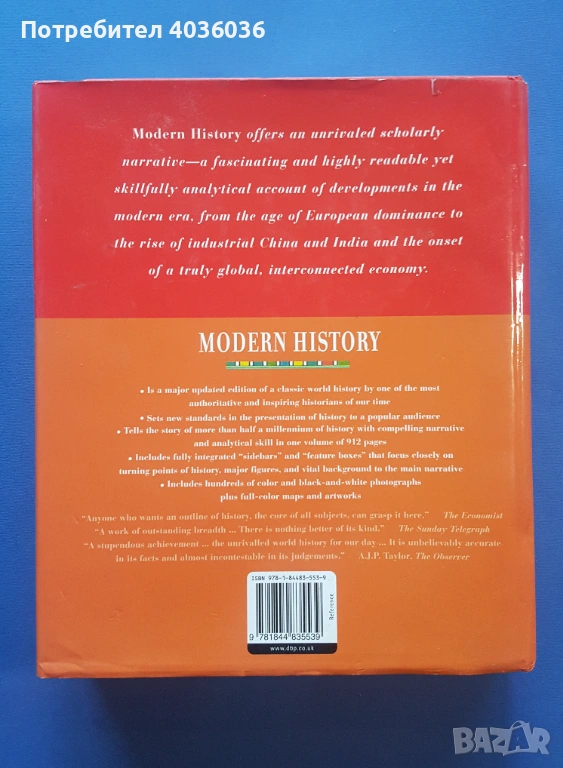 Потребител 4036036
Modern History offers an unrivaled scholarly
narrative—a fascinating and highly readable yet
skillfully analytical account of developments in the
modern era, from the age of European dominance to
the rise of industrial China and India and the onset
of a truly global, interconnected economy.
MODERN HISTORY
• Is a major updated edition of a classic world history by one of the most
authoritative and inspiring historians of our time
• Sets new standards in the presentation of history to a popular audience
• Tells the story of more than half a millennium of history with compelling narrative
and analytical skill in one volume of 912 pages
• Includes fully integrated “sidebars” and “feature boxes” that focus closely on
turning points of history, major figures, and vital background to the main narrative
• Includes hundreds of color and black-and-white photographs
plus full-color maps and artworks
“Anyone who wants an outline of history, the core of all subjects, can grasp it here.” The Economist
“A work of outstanding breadth ... There is nothing better of its kind.” The Sunday Telegraph
“A stupendous achievement ... the unrivalled world history for our day ... It is unbelievably accurate
in its facts and almost incontestable in its judgements.” A.J.P. Taylor, The Observer
ISBN 978-1-84483-553-9
9 781844 835539
Reference
www.dbp.co.uk
BAZAR